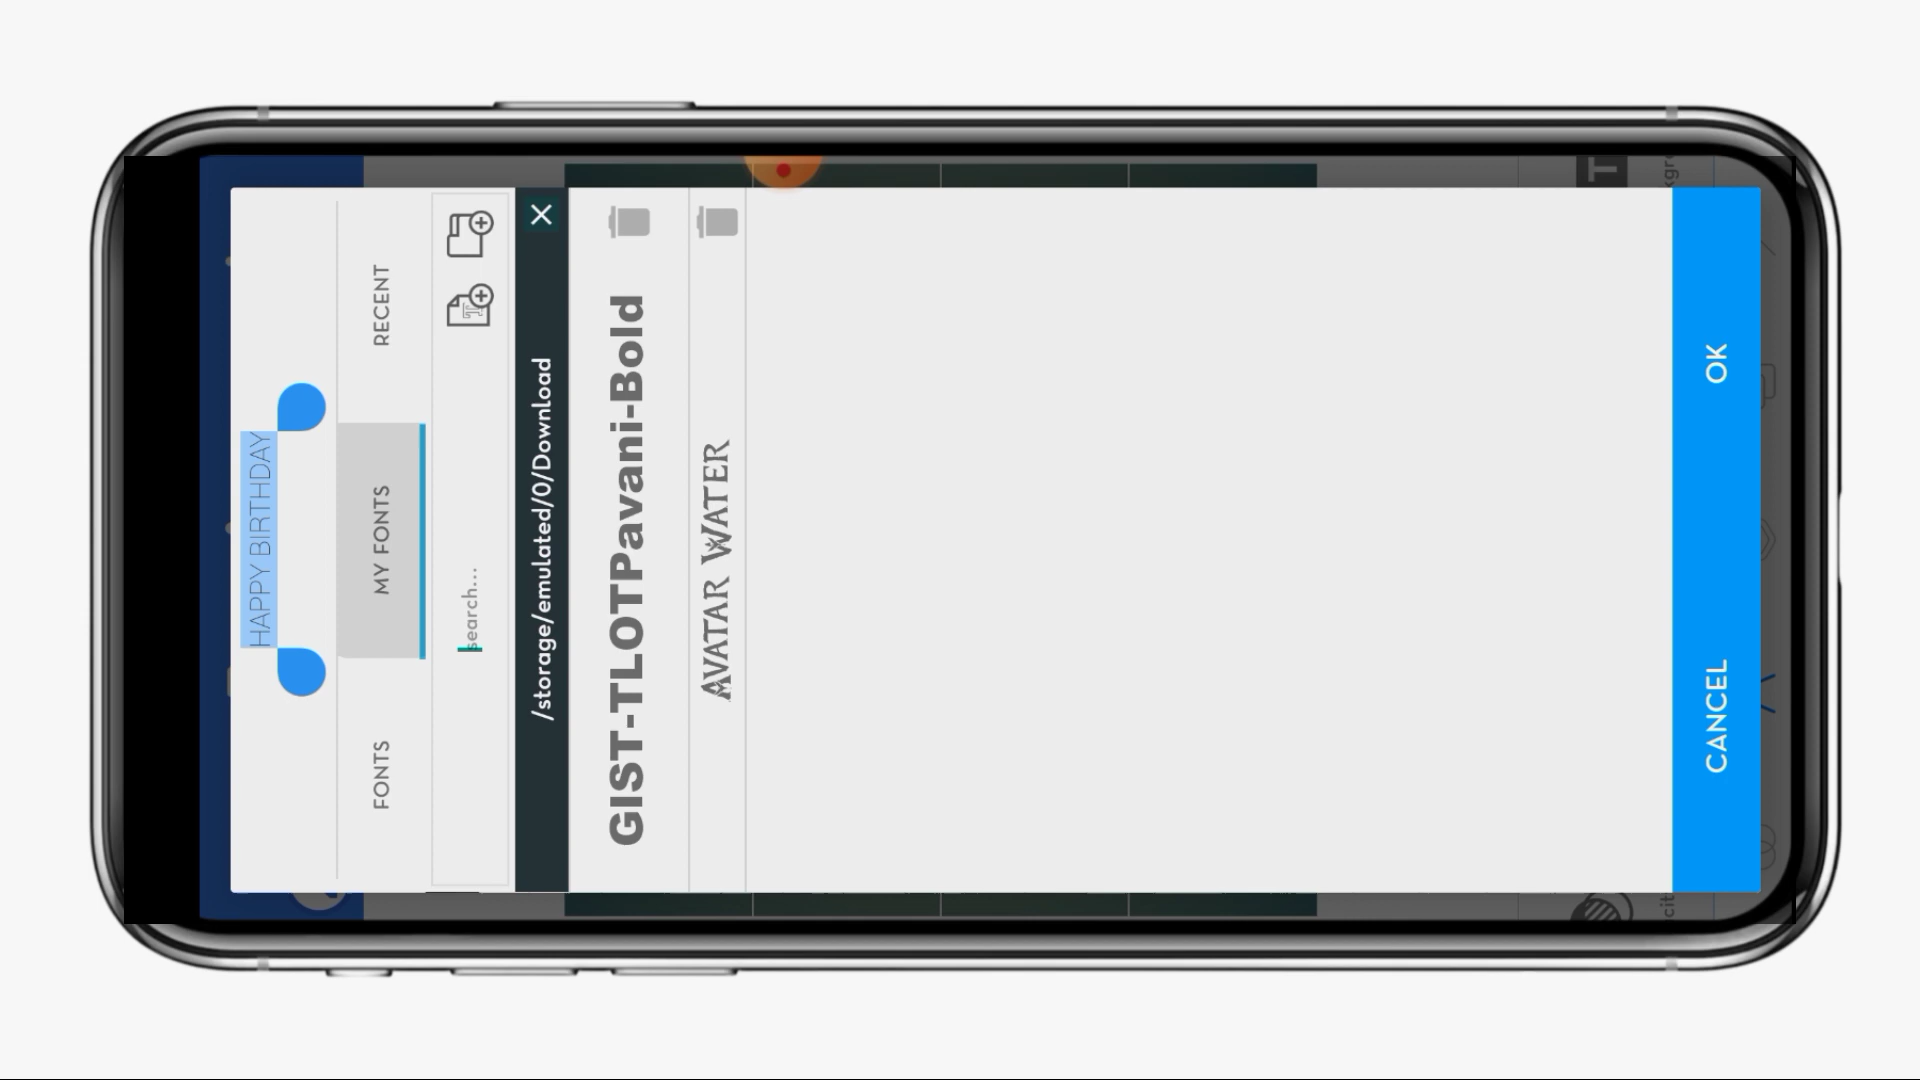 HAPPY BIRTHDAY
FONTS
MY FONTS
RECENT
search...
/storage/emulated/0/Download
GIST-TLOTPavani-Bold
AVATAR WATER
CANCEL
OK